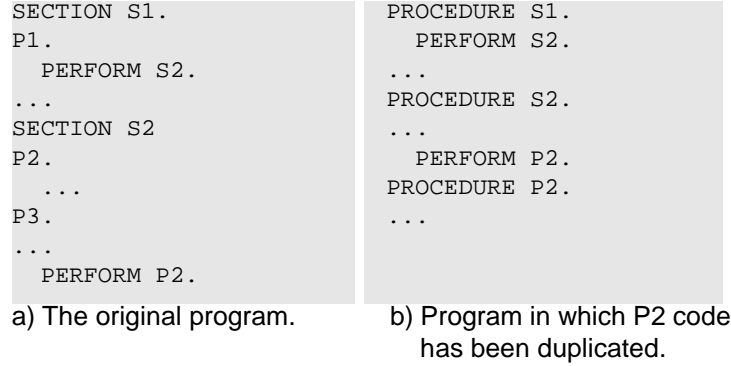 SECTION S1.
P1.
  PERFORM S2.
...
SECTION S2
P2.
  ...
P3.
...
  PERFORM P2.
a) The original program.
PROCEDURE S1.
  PERFORM S2.
...
PROCEDURE S2.
...
  PERFORM P2.
PROCEDURE P2.
...
b) Program in which P2 code
has been duplicated.